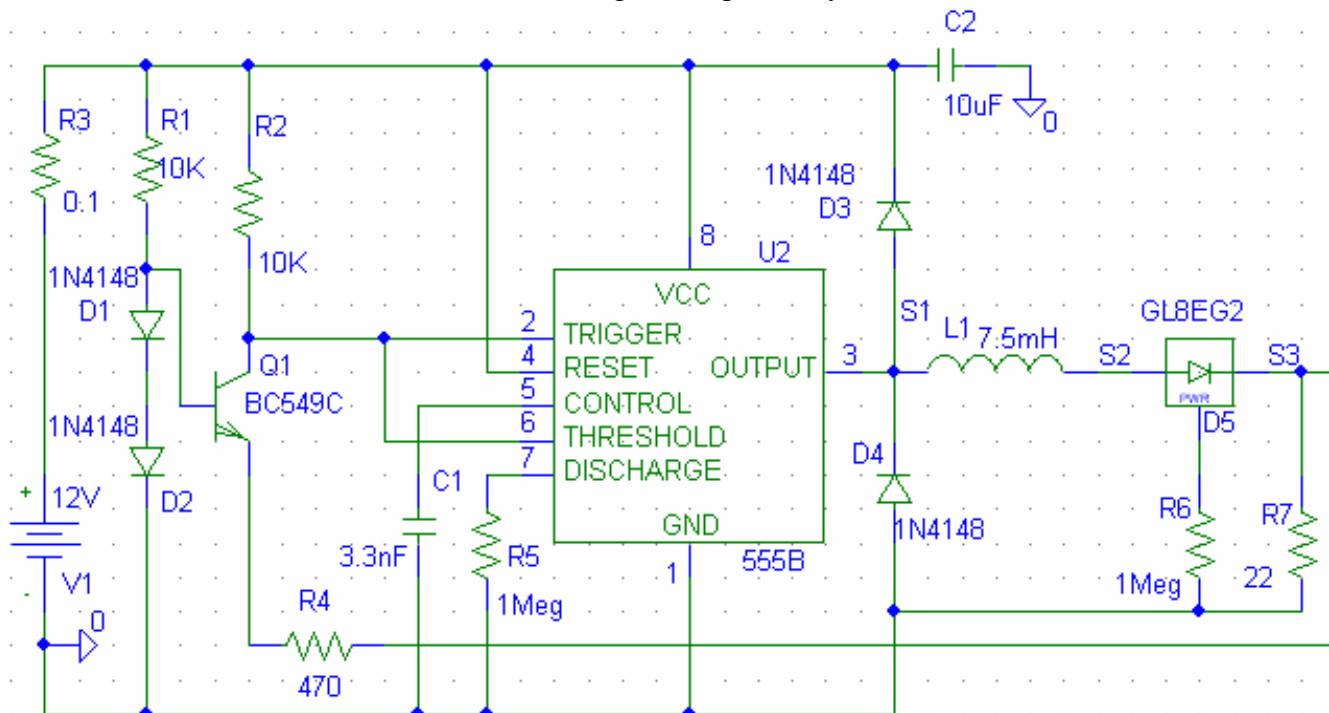 C2
10uF
0
R3
0.1
R1
10K
R2
10K
1N4148
D3
8
U2
1N4148
D1
VCC
S1
L1 7.5mH
GL8EG2
2 TRIGGER
Q1
4 RESET
OUTPUT 3
S2
S3
PWR
BC549C
5 CONTROL
6 THRESHOLD
7 DISCHARGE
D5
1N4148
D2
D4
+
12V
V1
-
0
C1
3.3nF
R5
1Meg
GND
1
555B
1N4148
R6
1Meg
R7
22
R4
470